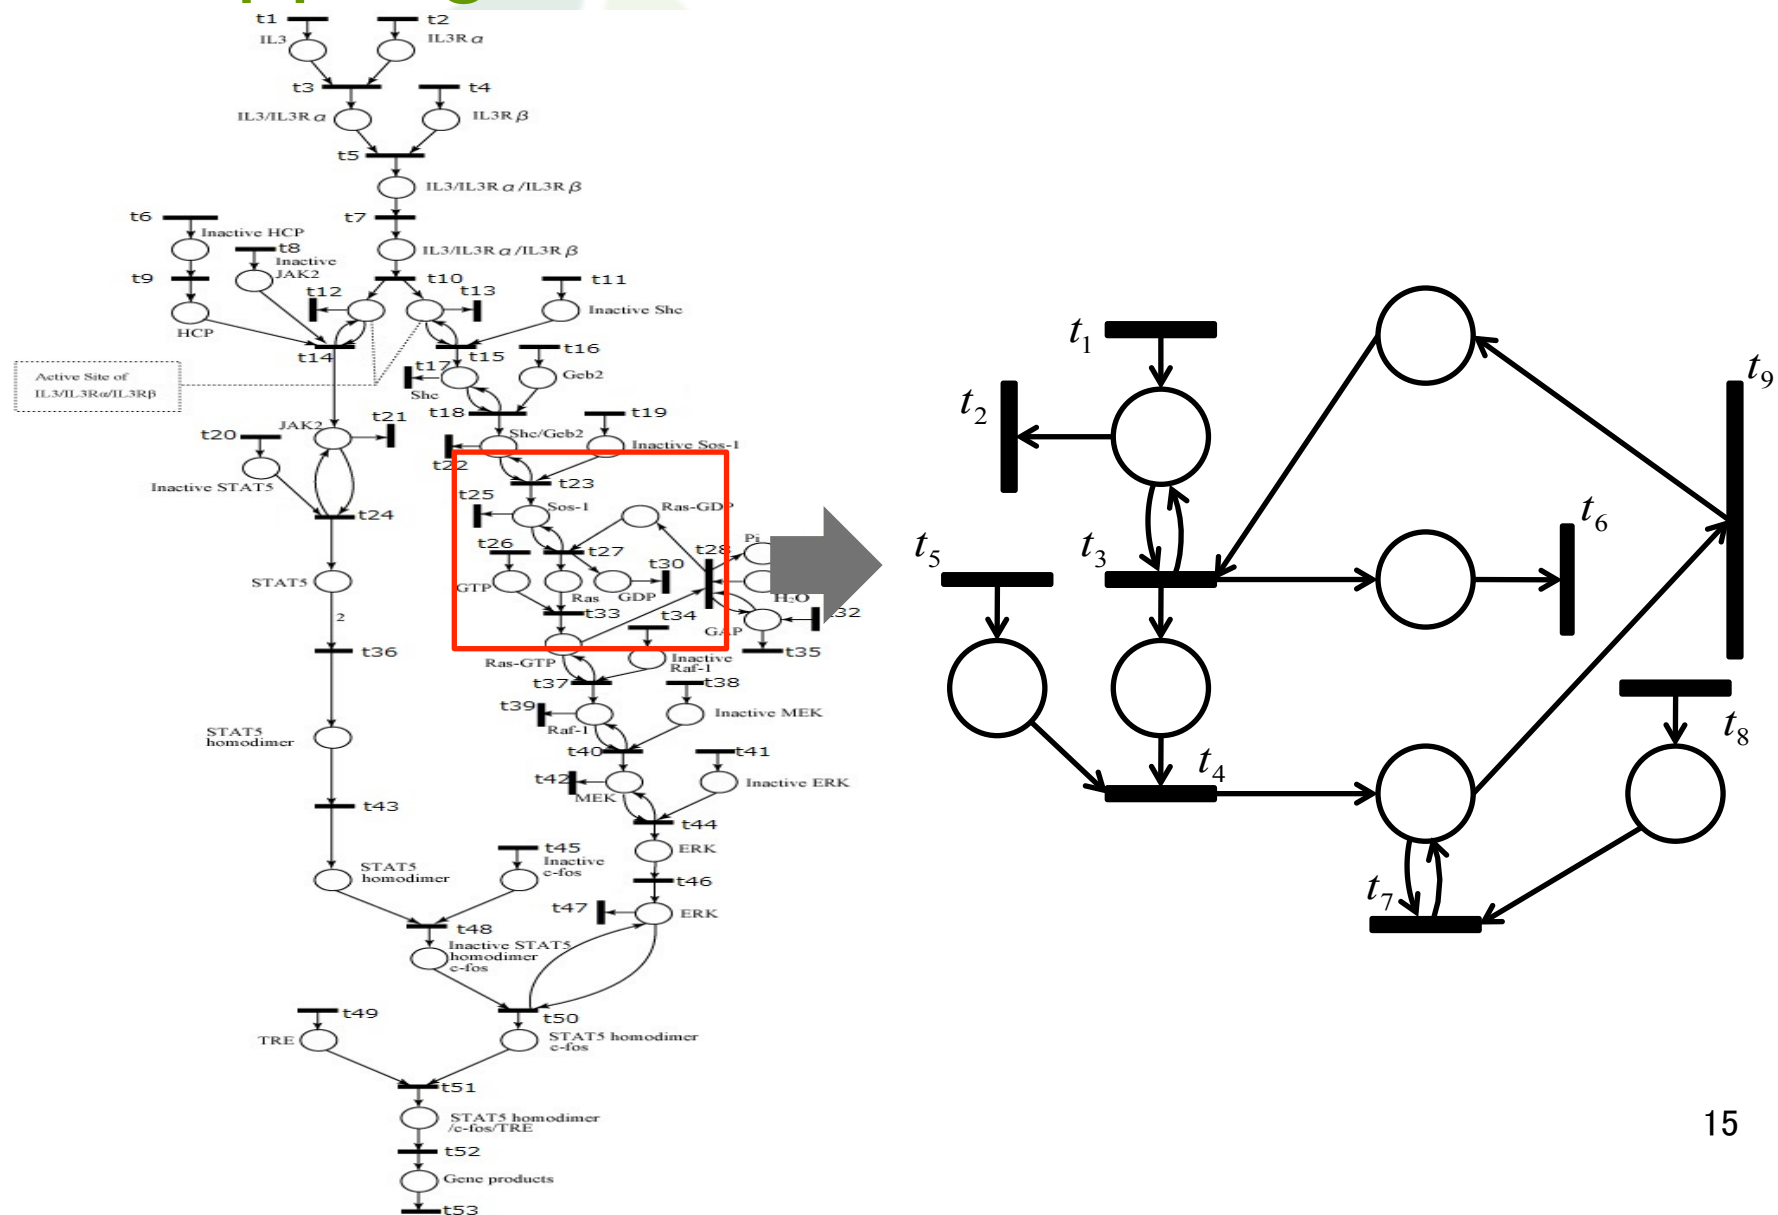 t1
t2
IL3
IL3R α
t3
t4
IL3/IL3R α
IL3R β
t5
IL3/IL3R α /IL3R β
t6
t7
Inactive HCP
t8
IL3/IL3R α /IL3R β
Inactive
JAK2
t9
t10
t11
t12
t13
Inactive Shc
HCP
t14
t15
t16
t17
Active Site of
IL3/IL3Rα/IL3Rβ
Geb2
Shc
t18
t19
t20
JAK2
t21
Shc/Geb2
Inactive Sos-1
t22
Inactive STAT5
t23
t24
t25
Sos-1
Ras-GDP
t26
t27
t28
Pi
t30
STAT5
GTP
Ras
GDP
H₂O
2
t33
t34
32
GAP
t36
Ras-GTP
Inactive
Raf-1
t35
t37
t38
t39
Raf-1
Inactive MEK
STAT5
homodimer
t40
t41
t42
MEK
Inactive ERK
t43
t44
t45
ERK
STAT5
homodimer
Inactive
c-fos
t46
t47
ERK
t48
Inactive STAT5
homodimer
c-fos
t49
t50
TRE
STAT5 homodimer
c-fos
t51
STAT5 homodimer
/c-fos/TRE
t52
Gene products
t53
t₁
t₂
t₃
t₄
t₅
t₆
t₇
t₈
t₉
15